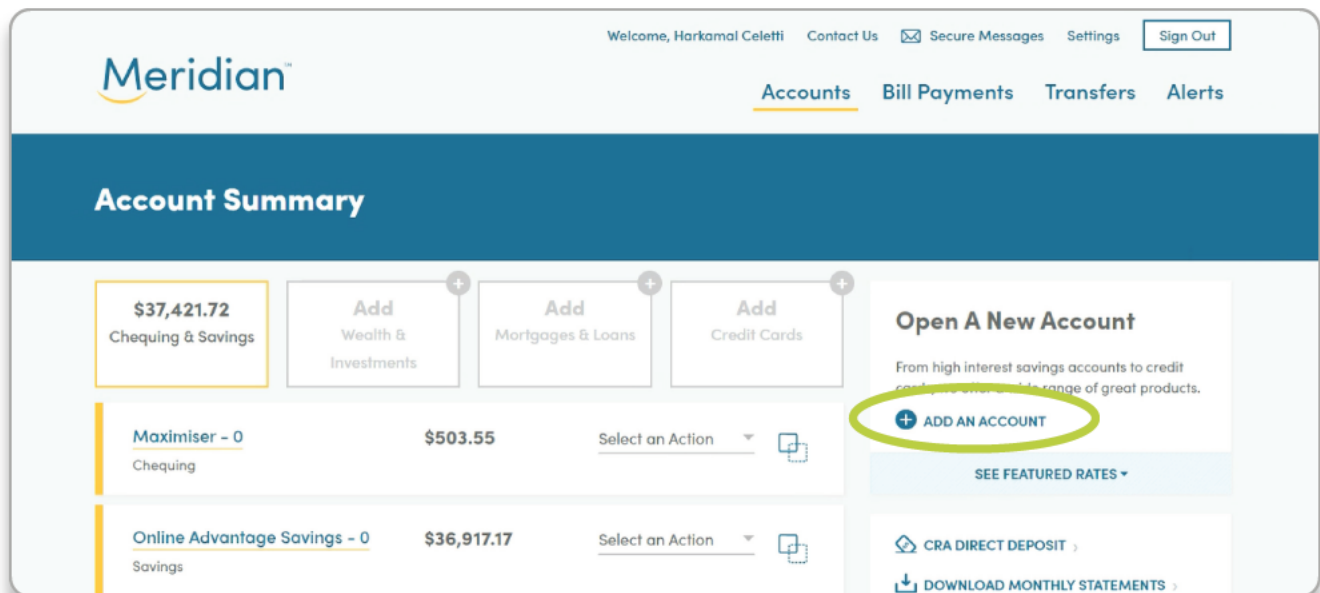 Welcome, Harkamal Celetti Contact Us Secure Messages Settings Sign Out
Meridian™
Accounts Bill Payments Transfers Alerts
Account Summary
$37,421.72
Chequing & Savings
Add
Wealth &
Investments
Add
Mortgages & Loans
Add
Credit Cards
Open A New Account
From high interest savings accounts to credit
range of great products.
ADD AN ACCOUNT
SEE FEATURED RATES
Maximiser - 0 $503.55 Select an Action
Chequing
Online Advantage Savings - 0 $36,917.17 Select an Action
Savings
CRA DIRECT DEPOSIT
DOWNLOAD MONTHLY STATEMENTS